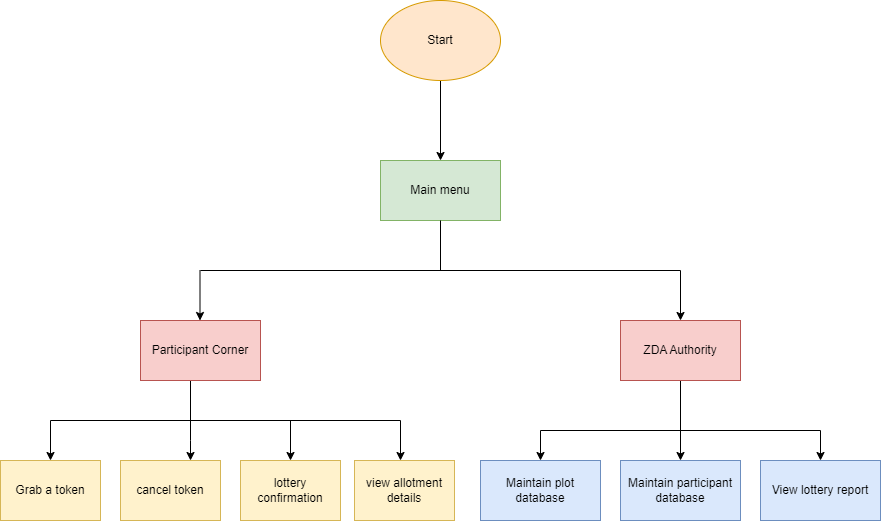 Start
Main menu
Participant Corner
ZDA Authority
Grab a token
cancel token
lottery
confirmation
view allotment
details
Maintain plot
database
Maintain participant
database
View lottery report